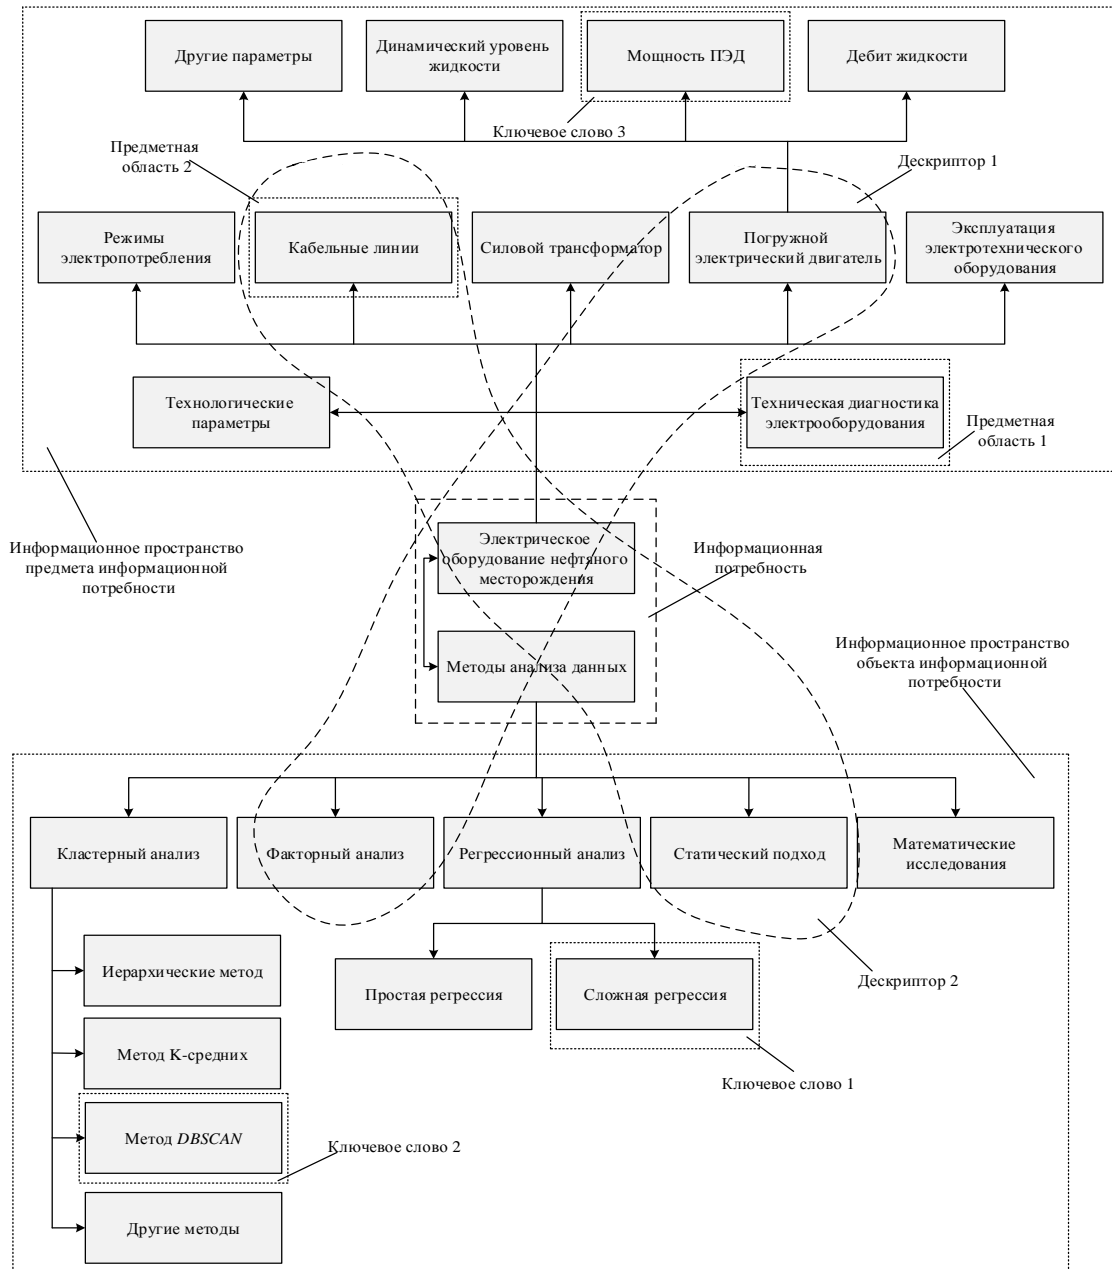 Другие параметры
Динамический уровень
жидкости
Мощность ПЭД
Дебит жидкости
Ключевое слово 3
Предметная
область 2
Дескриптор 1
Режимы
электропотребления
Кабельные линии
Силовой трансформатор
Погружной
электрический двигатель
Эксплуатация
электротехнического
оборудования
Технологические
параметры
Техническая диагностика
электрооборудования
Предметная
область 1
Информационное пространство
предмета информационной
потребности
Электрическое
оборудование нефтяного
месторождения
Информационная
потребность
Методы анализа данных
Информационное пространство
объекта информационной
потребности
Кластерный анализ
Факторный анализ
Регрессионный анализ
Статический подход
Математические
исследования
Иерархические метод
Простая регрессия
Сложная регрессия
Дескриптор 2
Метод К-средних
Ключевое слово 1
Метод DBSCAN
Ключевое слово 2
Другие методы